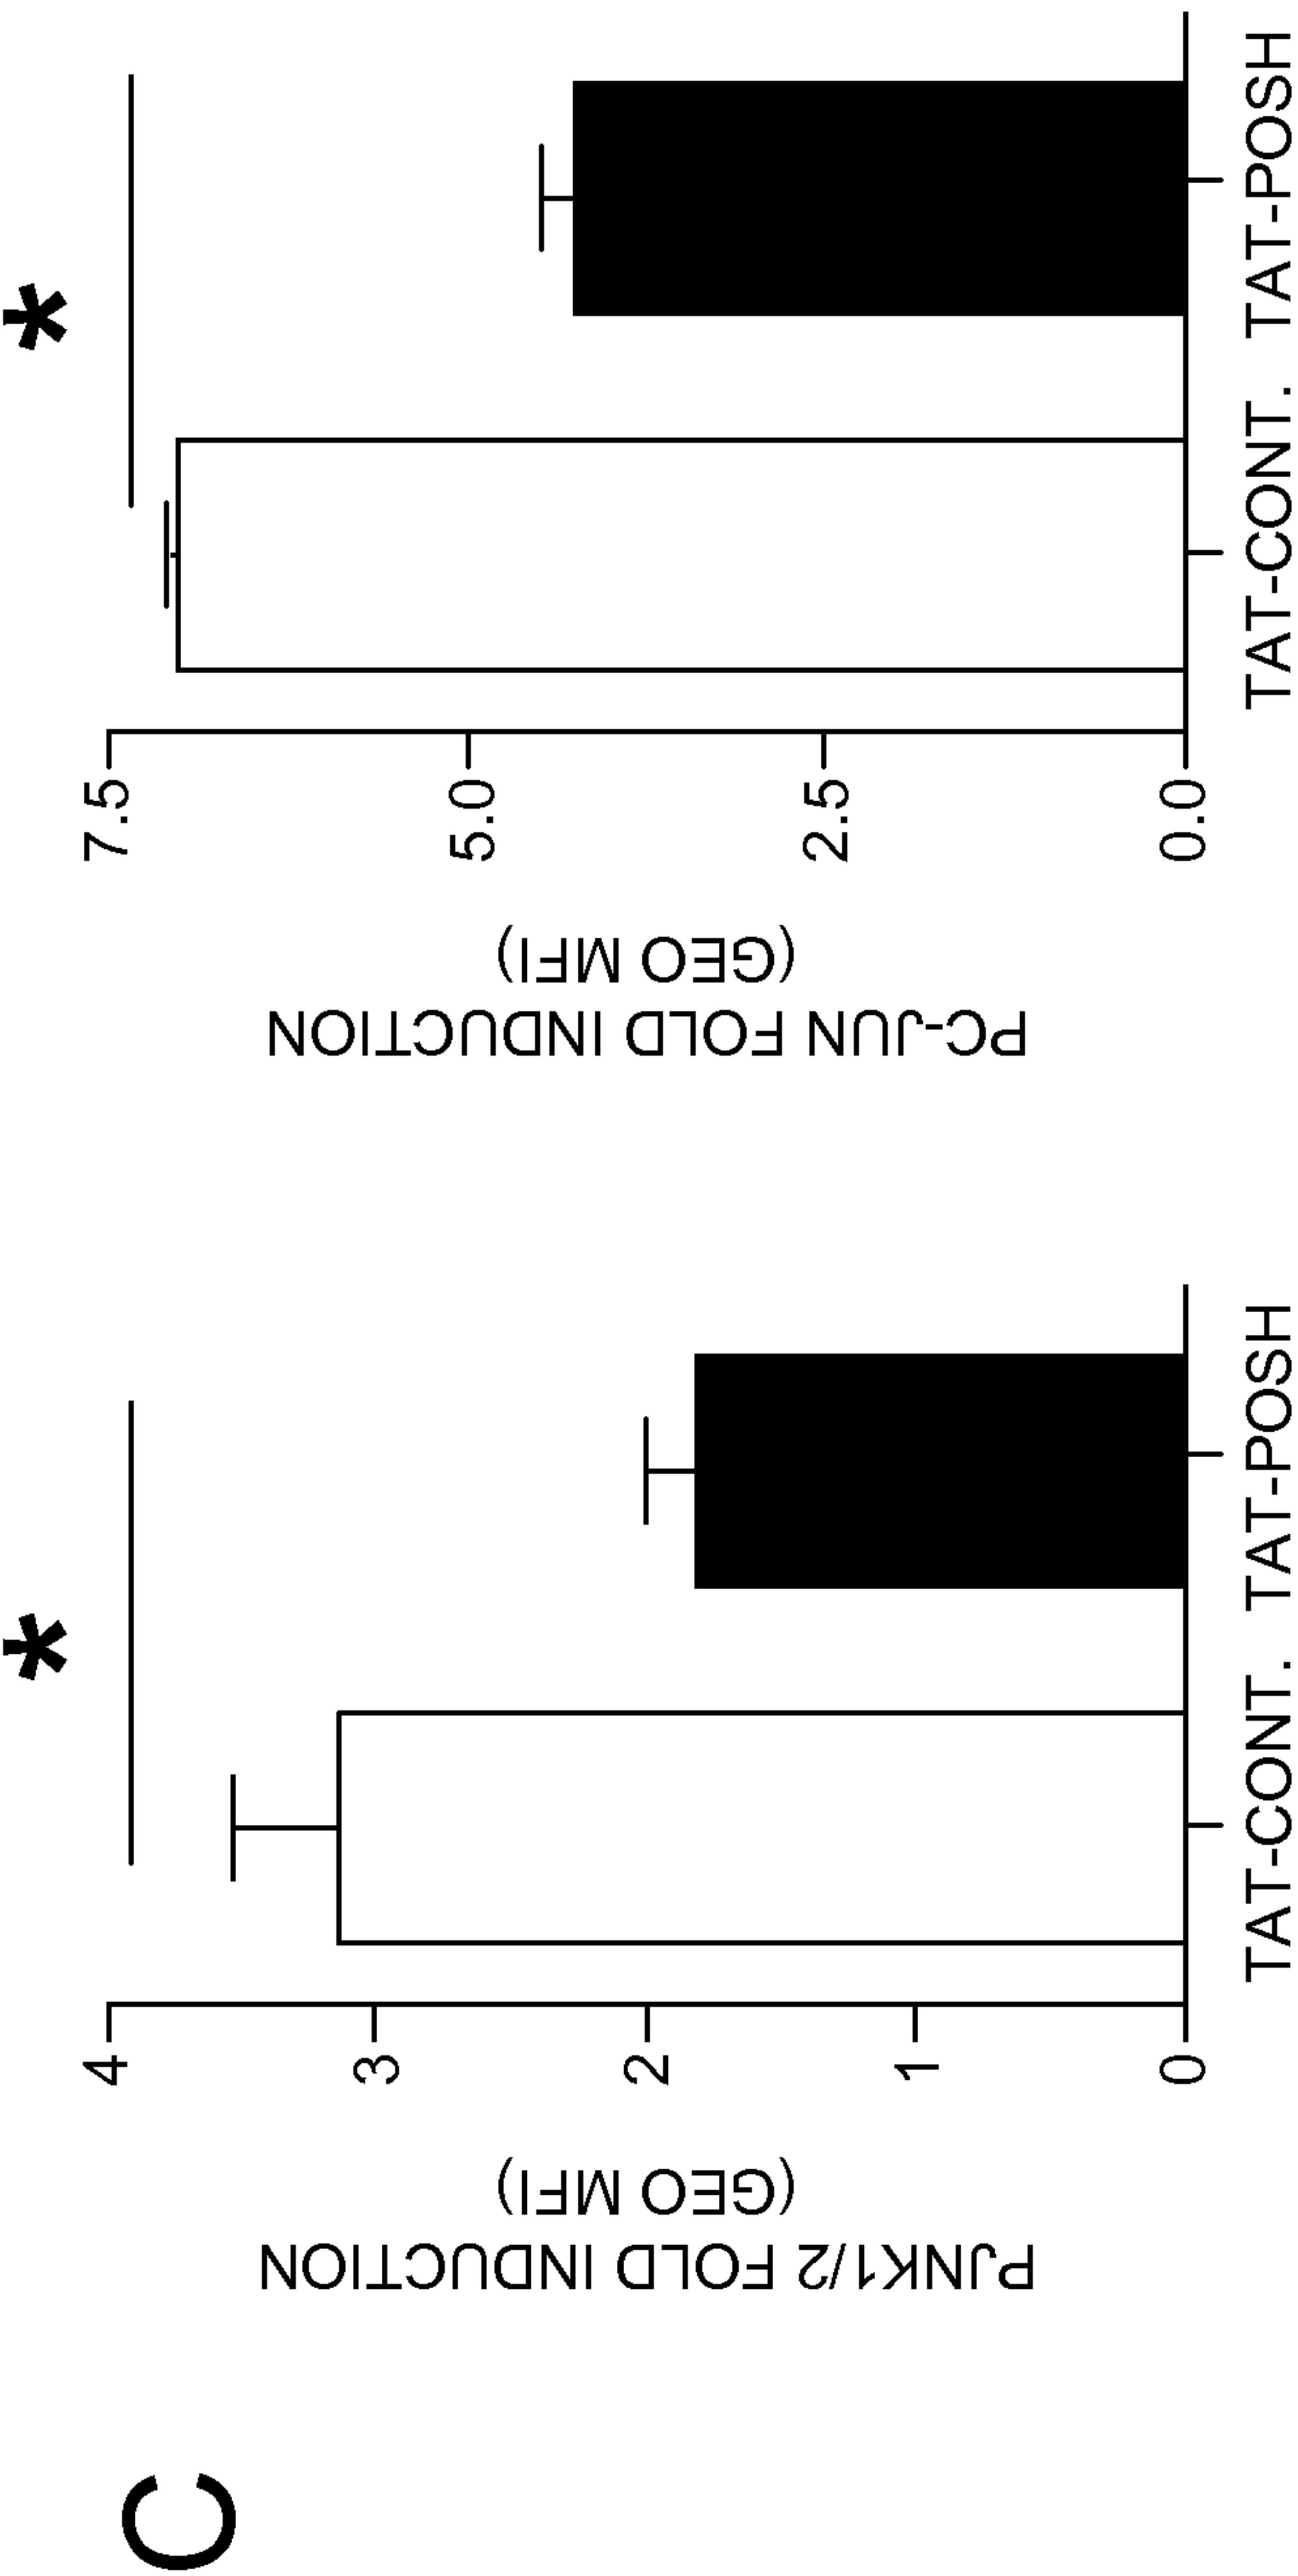 C
PJNK1/2 FOLD INDUCTION
(GEO MFI)
4
3
2
1
0
*
TAT-CONT. TAT-POSH
PC-JUN FOLD INDUCTION
(GEO MFI)
7.5
5.0
2.5
0.0
*
TAT-CONT. TAT-POSH